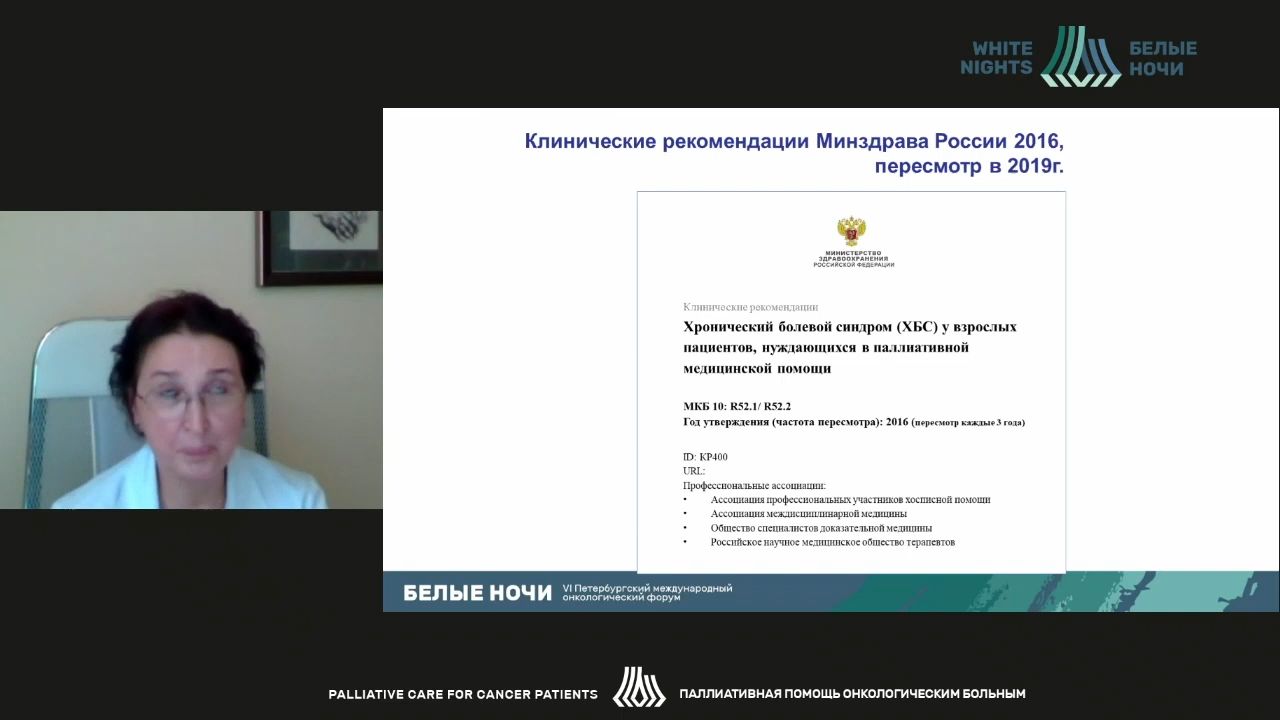 WHITE
NIGHTS
БЕЛЫЕ
НОЧИ
Клинические рекомендации Минздрава России 2016,
пересмотр в 2019г.
МИНИСТЕРСТВО
ЗДРАВООХРАНЕНИЯ
РОССИЙСКОЙ ФЕДЕРАЦИИ
Клинические рекомендации
Хронический болевой синдром (ХБС) у взрослых
пациентов, нуждающихся в паллиативной
медицинской помощи
МКБ 10: R52.1/ R52.2
Год утверждения (частота пересмотра): 2016 (пересмотр каждые 3 года)
ID: КР400
URL:
Профессиональные ассоциации:
• Ассоциация профессиональных участников хосписной помощи
• Ассоциация междисциплинарной медицины
• Общество специалистов доказательной медицины
• Российское научное медицинское общество терапевтов
БЕЛЫЕ НОЧИ
VI Петербургский международный
онкологический форум
PALLIATIVE CARE FOR CANCER PATIENTS
ПАЛЛИАТИВНАЯ ПОМОЩЬ ОНКОЛОГИЧЕСКИМ БОЛЬНЫМ